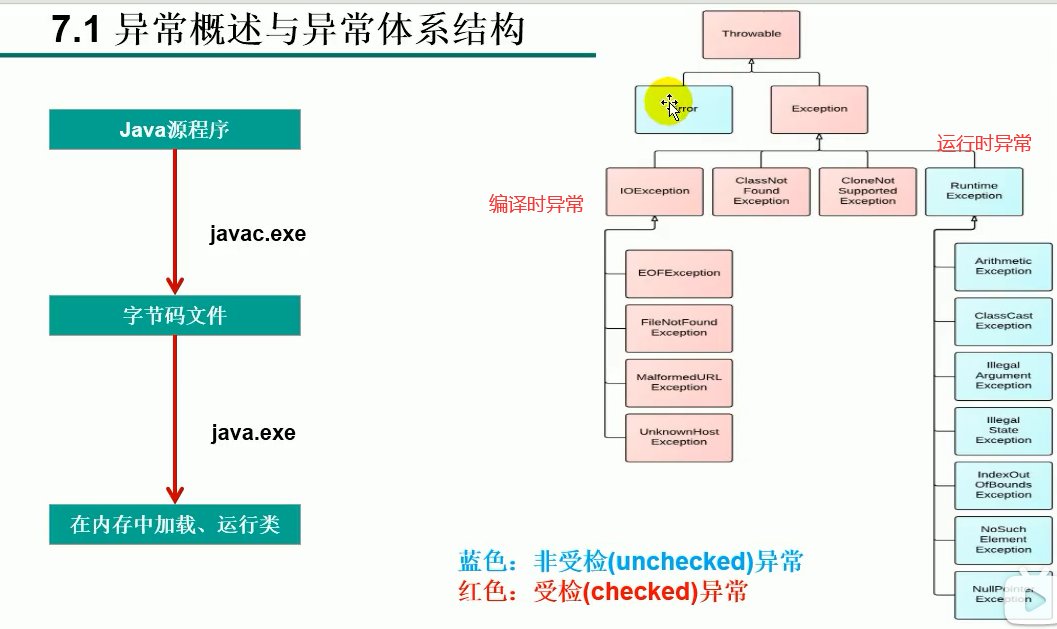 7.1 异常概述与异常体系结构
Java源程序
javac.exe
字节码文件
java.exe
在内存中加载、运行类
Throwable
Exception
运行时异常
编译时异常
IOException
ClassNot
Found
Exception
CloneNot
Supported
Exception
Runtime
Exception
EOFException
FileNotFound
Exception
MalformedURL
Exception
UnknownHost
Exception
Arithmetic
Exception
ClassCast
Exception
Illegal
Argument
Exception
Illegal
State
Exception
IndexOut
OfBounds
Exception
NoSuch
Element
Exception
NullPointer
Exception
蓝色：非受检(unchecked)异常
红色：受检(checked)异常